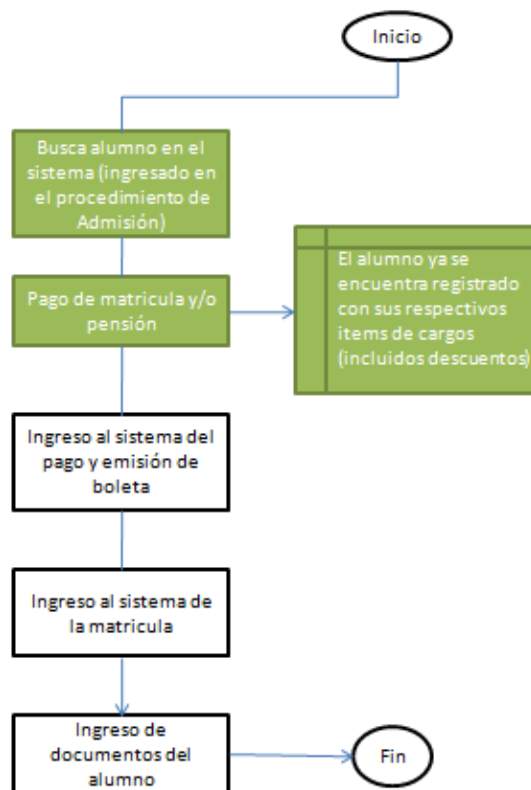 Inicio
Busca alumno en el
sistema (ingresado en
el procedimiento de
Admisión)
Pago de matricula y/o
pensión
El alumno ya se
encuentra registrado
con sus respectivos
items de cargos
(incluidos descuentos)
Ingreso al sistema del
pago y emisión de
boleta
Ingreso al sistema de
la matricula
Ingreso de
documentos del
alumno
Fin